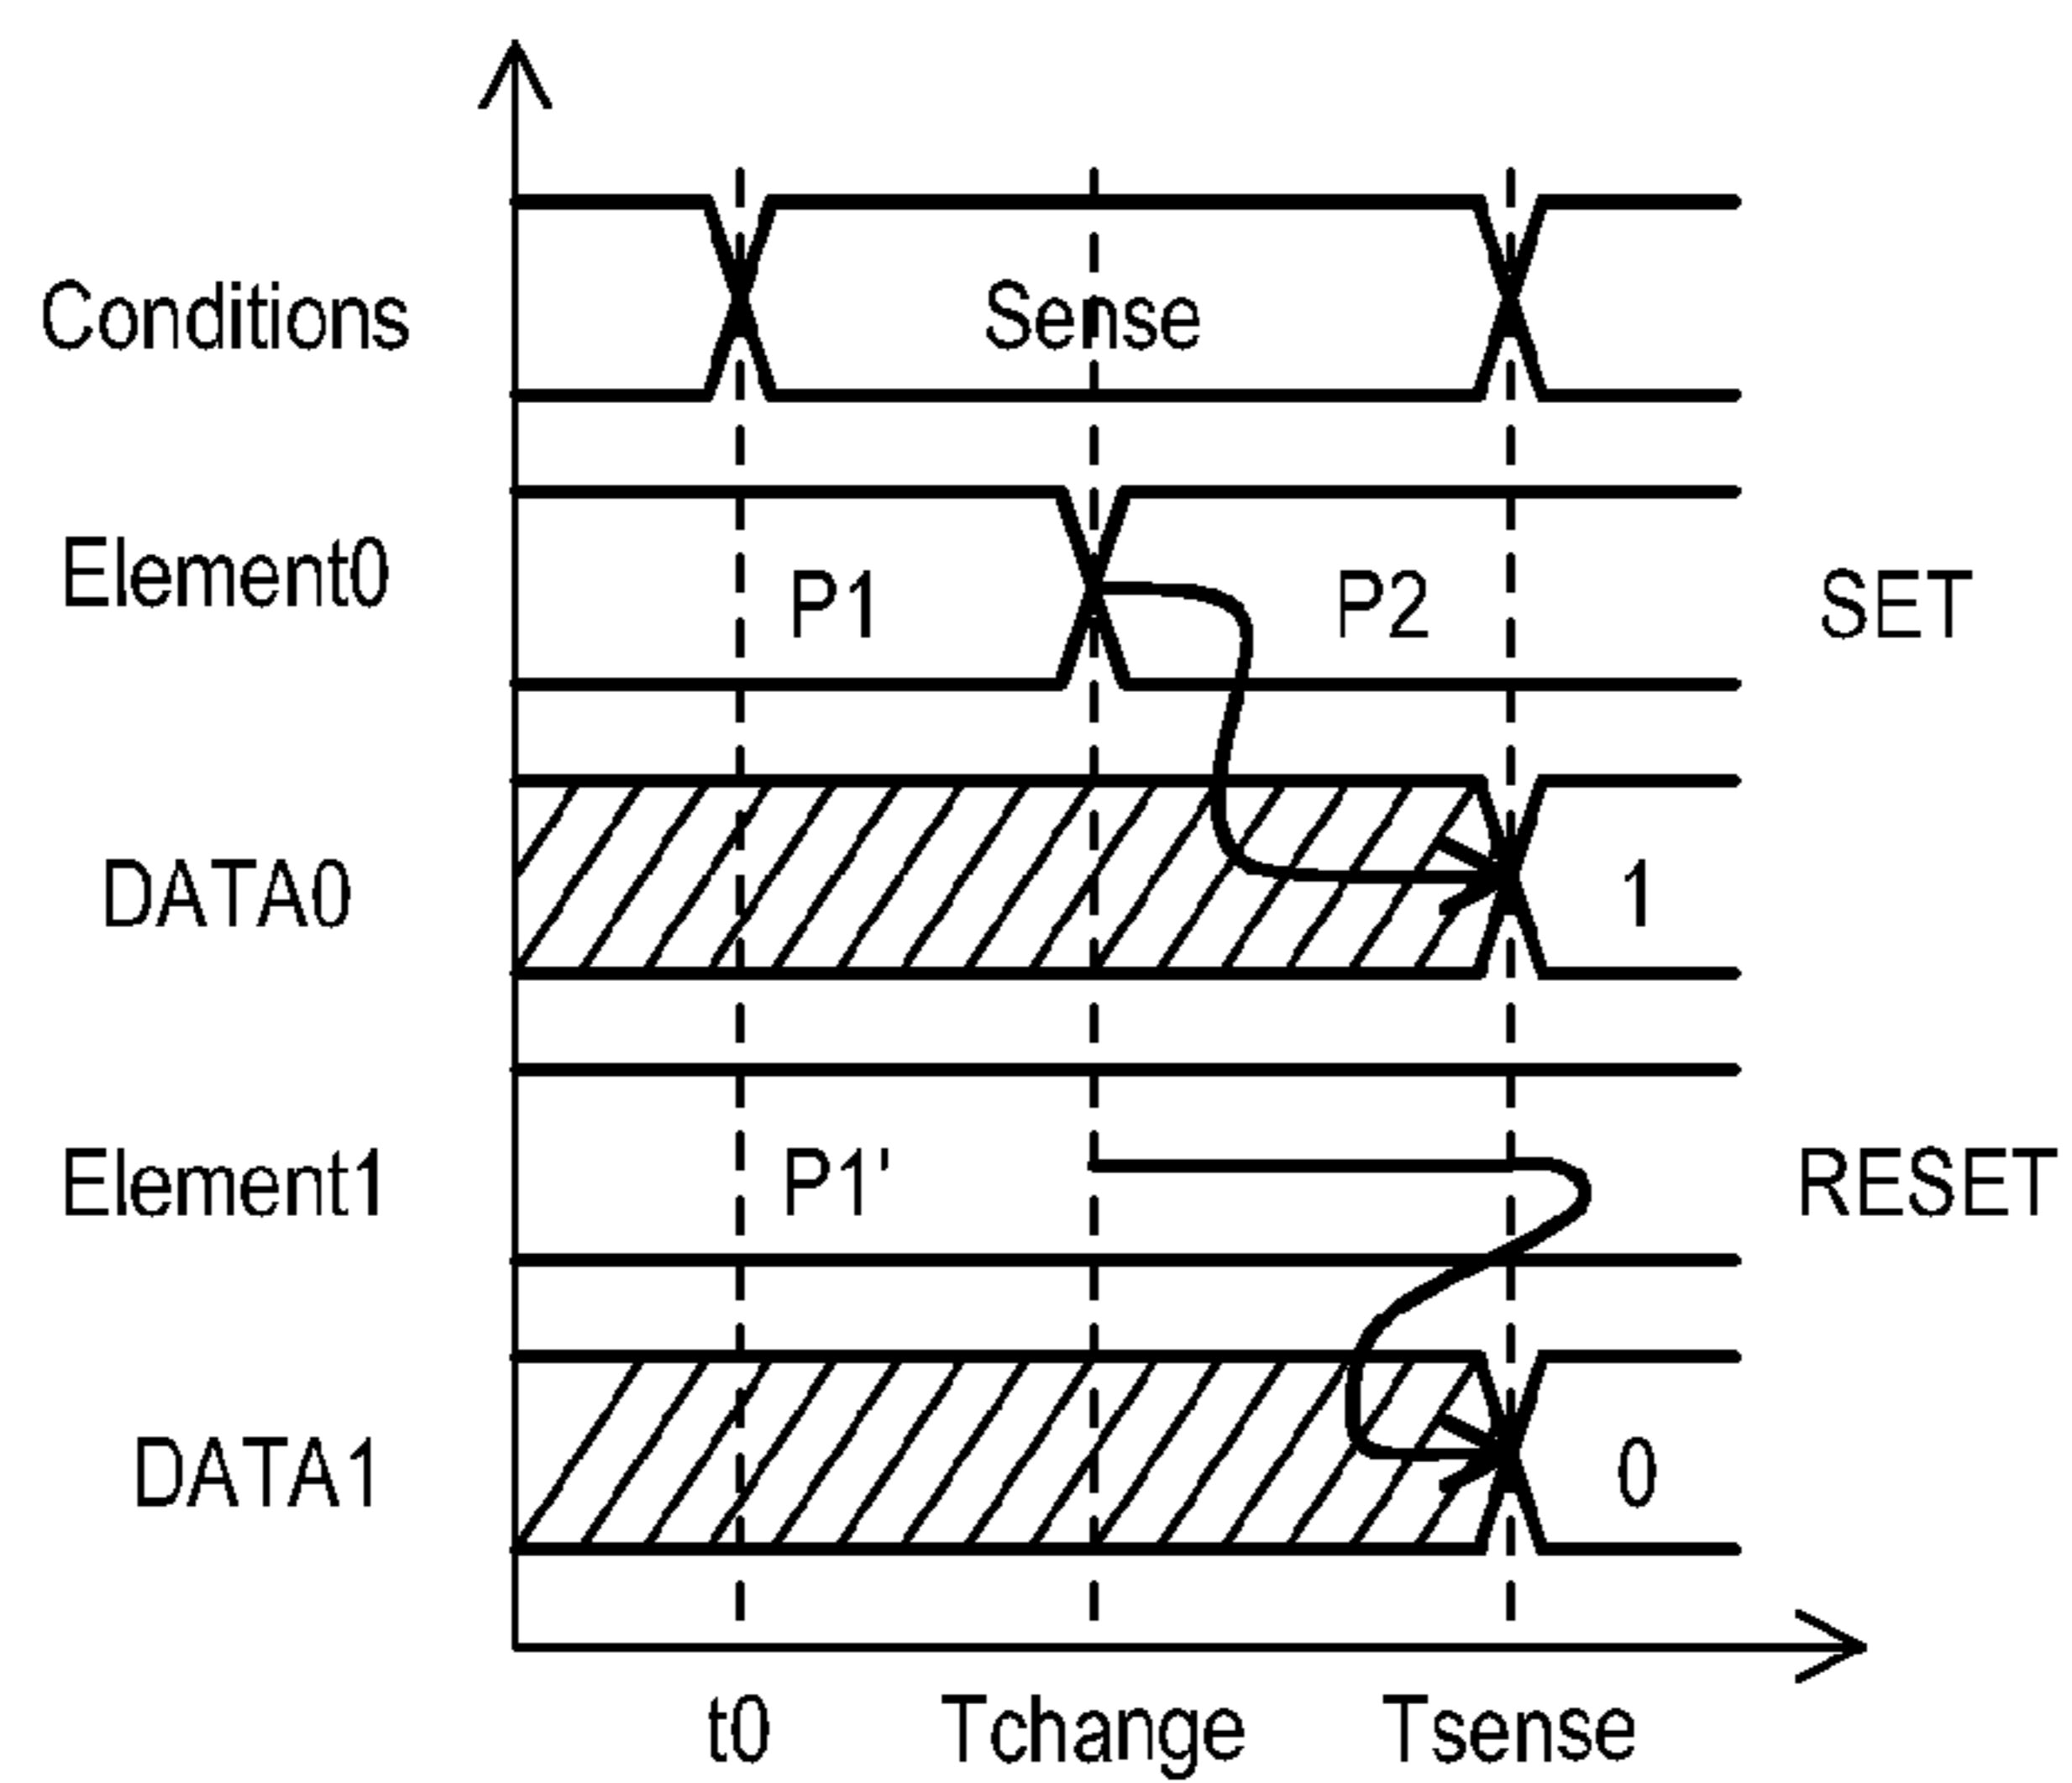 Conditions Sense
Element0 P1 P2 SET
DATA0 1
Element1 P1' RESET
DATA1 0
t0 Tchange Tsense